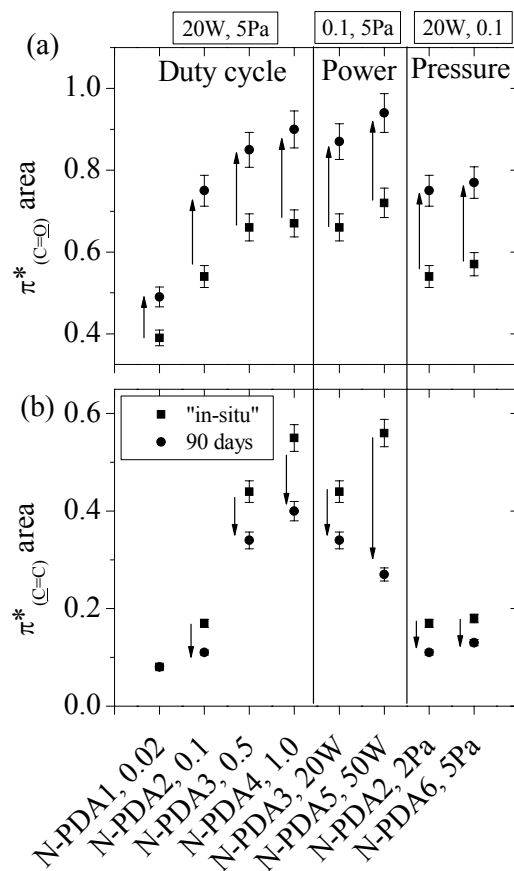 20W, 5Pa
0.1, 5Pa
20W, 0.1
(a)
Duty cycle
Power
Pressure
1.0
0.8
0.6
0.4
π* (C=O) area
(b)
"in-situ"
90 days
0.6
0.4
0.2
0.0
π* (C=C) area
N-PDA1, 0.02
N-PDA2, 0.1
N-PDA3, 0.5
N-PDA4, 1.0
N-PDA3, 20W
N-PDA5, 50W
N-PDA2, 2Pa
N-PDA6, 5Pa